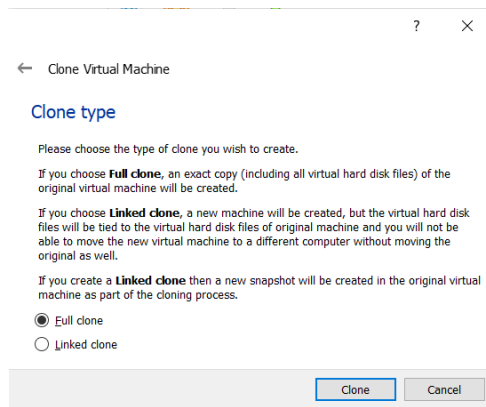 ?
Clone Virtual Machine
Clone type
Please choose the type of clone you wish to create.
If you choose Full clone, an exact copy (including all virtual hard disk files) of the
original virtual machine will be created.
If you choose Linked clone, a new machine will be created, but the virtual hard disk
files will be tied to the virtual hard disk files of original machine and you will not be
able to move the new virtual machine to a different computer without moving the
original as well.
If you create a Linked clone then a new snapshot will be created in the original virtual
machine as part of the cloning process.
Full clone
Linked clone
Clone Cancel